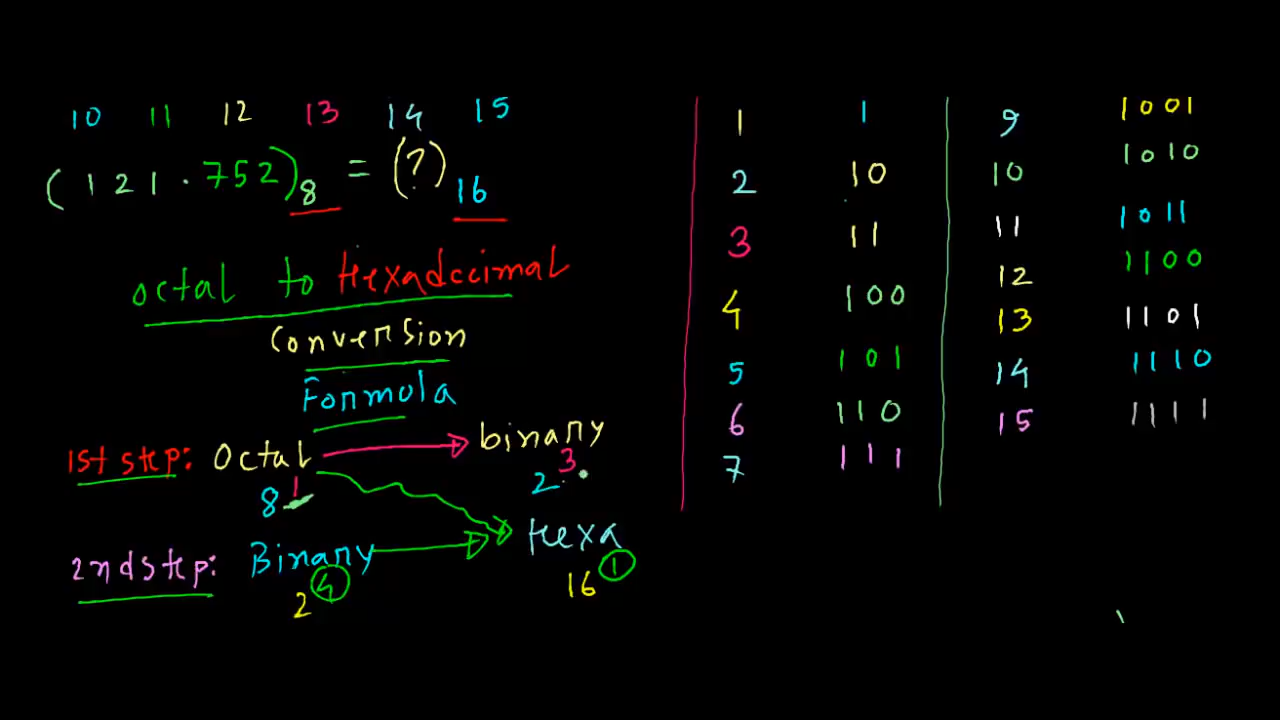 10 11 12 13 14 15
(121.752)8 = (?)16
octal to Hexadecimal
Conversion
Formula
1st step: Octal binary
8 1 2 3
2nd step: Binary Hexa
2 4 16 1
1 1 9 1001
2 10 10 1010
3 11 11 1011
4 100 12 1100
5 101 13 1101
6 110 14 1110
7 111 15 1111